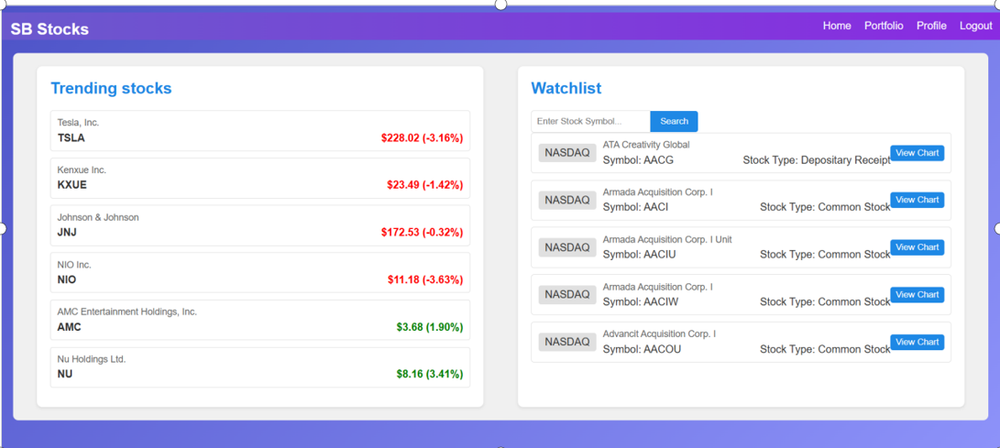 SB Stocks
Home Portfolio Profile Logout
Trending stocks
Tesla, Inc.
TSLA $228.02 (-3.16%)
Kenxue Inc.
KXUE $23.49 (-1.42%)
Johnson & Johnson
JNJ $172.53 (-0.32%)
NIO Inc.
NIO $11.18 (-3.63%)
AMC Entertainment Holdings, Inc.
AMC $3.68 (1.90%)
Nu Holdings Ltd.
NU $8.16 (3.41%)
Watchlist
Enter Stock Symbol... Search
ATA Creativity Global
NASDAQ Symbol: AACG Stock Type: Depositary Receipt View Chart
Armada Acquisition Corp. I
NASDAQ Symbol: AACI Stock Type: Common Stock View Chart
Armada Acquisition Corp. I Unit
NASDAQ Symbol: AACIU Stock Type: Common Stock View Chart
Armada Acquisition Corp. I
NASDAQ Symbol: AACIW Stock Type: Common Stock View Chart
Advancit Acquisition Corp. I
NASDAQ Symbol: AACOU Stock Type: Common Stock View Chart